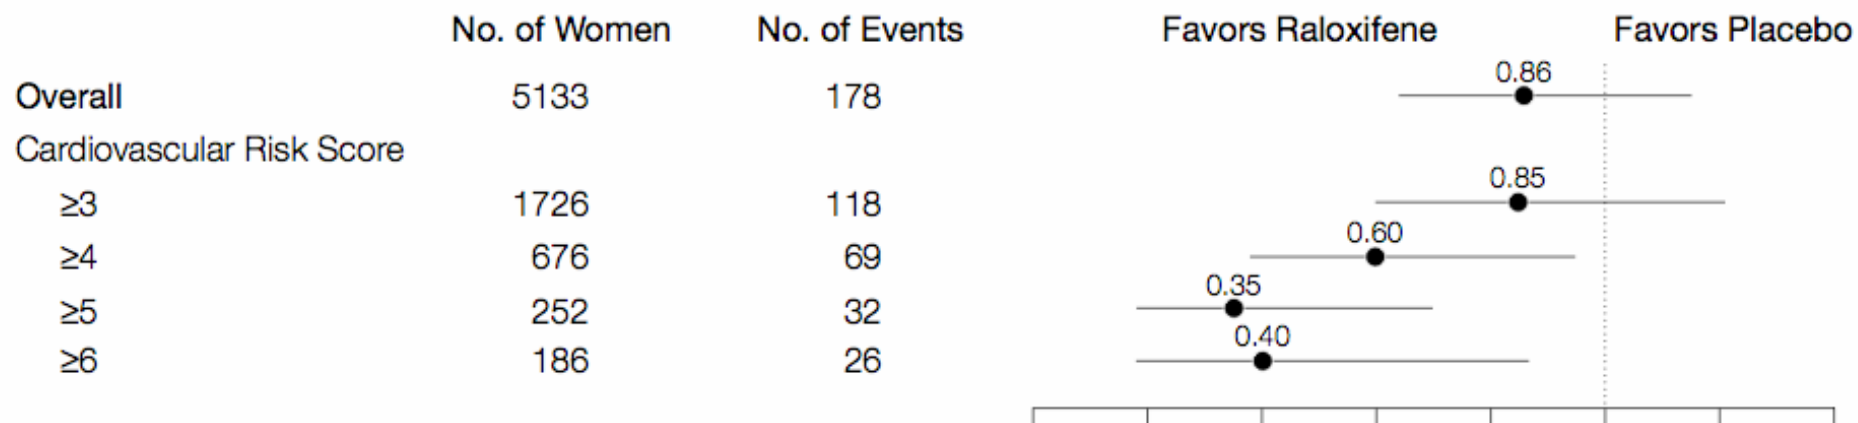 No. of Women No. of Events Favors Raloxifene Favors Placebo
Overall 5133 178 0.86
Cardiovascular Risk Score
≥3 1726 118 0.85
≥4 676 69 0.60
≥5 252 32 0.35
≥6 186 26 0.40